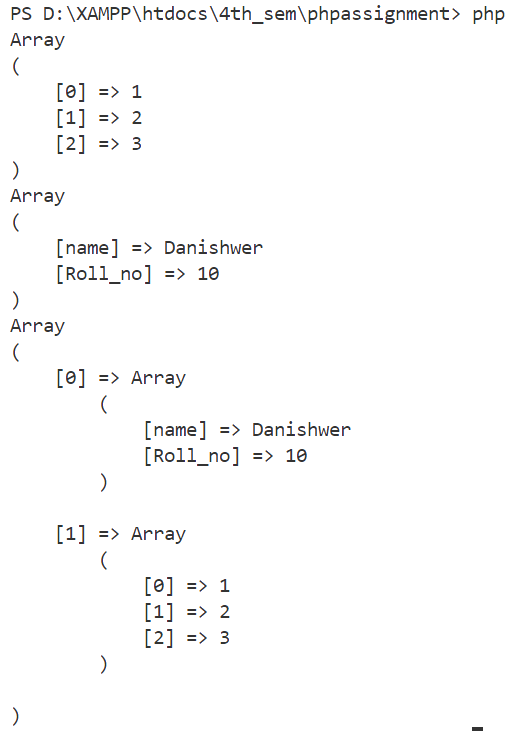 PS D:\XAMPP\htdocs\4th_sem\phpassignment> php
Array
(
    [0] => 1
    [1] => 2
    [2] => 3
)
Array
(
    [name] => Danishwer
    [Roll_no] => 10
)
Array
(
    [0] => Array
        (
            [name] => Danishwer
            [Roll_no] => 10
        )

    [1] => Array
        (
            [0] => 1
            [1] => 2
            [2] => 3
        )

)